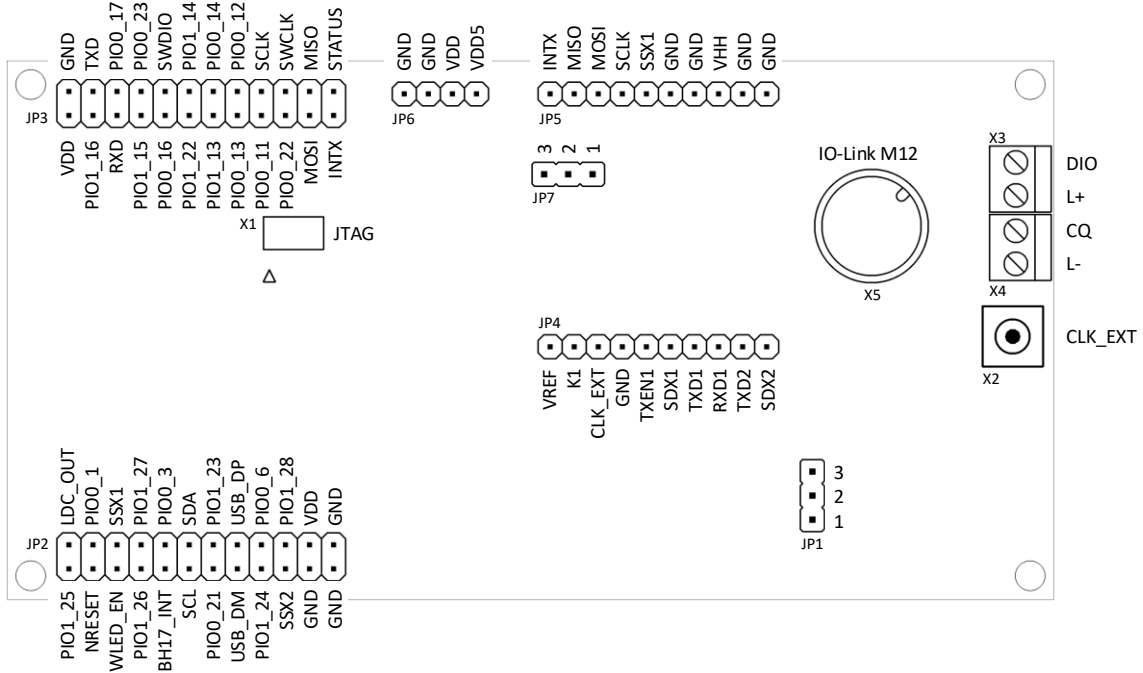 GND
TXD
PIO0_17
PIO0_23
SWDIO
PIO1_14
PIO0_14
PIO0_12
SCLK
SWCLK
MISO
STATUS
JP3
VDD
PIO1_16
RXD
PIO1_15
PIO0_16
PIO1_22
PIO1_13
PIO0_13
PIO0_11
PIO0_22
MOSI
INTX
GND
GND
VDD
VDD5
JP6
INTX
MISO
MOSI
SCLK
SSX1
GND
GND
VHH
GND
GND
JP5
3
2
1
JP7
IO-Link M12
X5
X3
DIO
L+
CQ
L-
X4
X1
JTAG
CLK_EXT
X2
JP4
VREF
K1
CLK_EXT
GND
TXEN1
SDX1
TXD1
RXD1
TXD2
SDX2
3
2
1
JP1
LDC_OUT
PIO0_1
SSX1
PIO1_27
PIO0_3
SDA
PIO1_23
USB_DP
PIO0_6
PIO1_28
VDD
GND
JP2
PIO1_25
NRESET
WLED_EN
PIO1_26
BH17_INT
SCL
PIO0_21
USB_DM
PIO1_24
SSX2
GND
GND